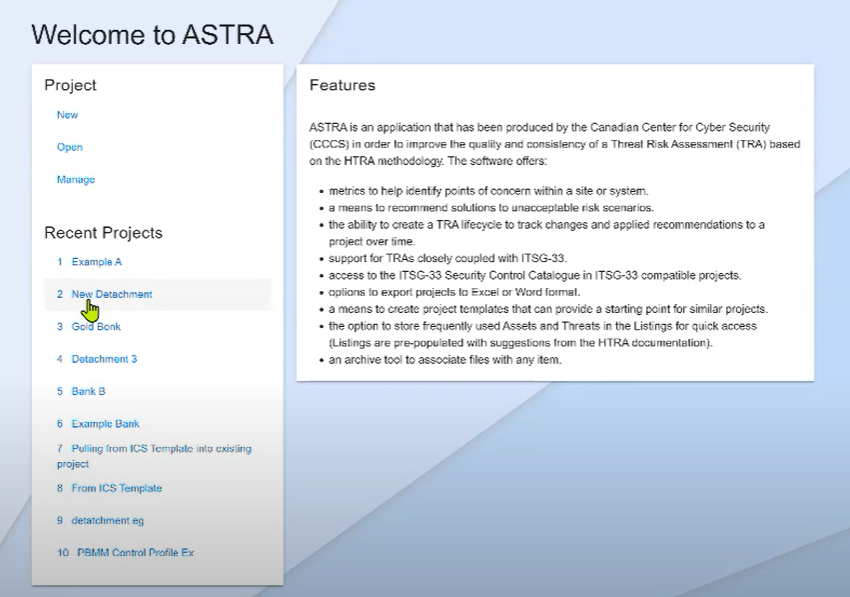 Welcome to ASTRA
Project
New
Open
Manage
Recent Projects
1 Example A
2 New Detachment
3 Gold Bonk
4 Detachment 3
5 Bank B
6 Example Bank
7 Pulling from ICS Template into existing
project
8 From ICS Template
9 detatchment eg
10 PBMM Control Profile Ex
Features
ASTRA is an application that has been produced by the Canadian Center for Cyber Security
(CCCS) in order to improve the quality and consistency of a Threat Risk Assessment (TRA) based
on the HTRA methodology. The software offers:
• metrics to help identify points of concern within a site or system.
• a means to recommend solutions to unacceptable risk scenarios.
• the ability to create a TRA lifecycle to track changes and applied recommendations to a
project over time.
• support for TRAs closely coupled with ITSG-33.
• access to the ITSG-33 Security Control Catalogue in ITSG-33 compatible projects.
• options to export projects to Excel or Word format.
• a means to create project templates that can provide a starting point for similar projects.
• the option to store frequently used Assets and Threats in the Listings for quick access
(Listings are pre-populated with suggestions from the HTRA documentation).
• an archive tool to associate files with any item.